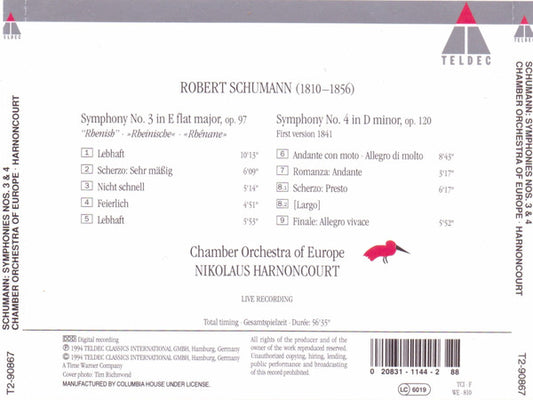 TELDEC
ROBERT SCHUMANN (1810–1856)
Symphony No. 3 in E flat major, op. 97
"Rhenish" · »Rheinische« · »Rhénane«
1 Lebhaft 10'13"
2 Scherzo: Sehr mäßig 6'09"
3 Nicht schnell 5'14"
4 Feierlich 4'51"
5 Lebhaft 5'33"
Symphony No. 4 in D minor, op. 120
First version 1841
6 Andante con moto · Allegro di molto 8'43"
7 Romanza: Andante 3'17"
8.1 Scherzo: Presto 6'17"
8.2 [Largo]
9 Finale: Allegro vivace 5'52"
Chamber Orchestra of Europe
NIKOLAUS HARNONCOURT
LIVE RECORDING
Total timing · Gesamtspielzeit · Durée: 56'35"
DDD Digital recording
Ⓟ 1994 TELDEC CLASSICS INTERNATIONAL GMBH, Hamburg, Germany
© 1994 TELDEC CLASSICS INTERNATIONAL GMBH, Hamburg, Germany
A Time Warner Company
Cover photo: Tim Richmond
MANUFACTURED BY COLUMBIA HOUSE UNDER LICENSE.
All rights of the producer and of the
owner of the work reproduced reserved.
Unauthorized copying, hiring, lending,
public performance and broadcasting
of this record prohibited.
0 20831-1144-2 88
LC 6019
TCI F
WE 810
SCHUMANN: SYMPHONIES NOS. 3 & 4
CHAMBER ORCHESTRA OF EUROPE · HARNONCOURT
T2-90867
TELDEC
SCHUMANN: SYMPHONIES NOS. 3 & 4
CHAMBER ORCHESTRA OF EUROPE · HARNONCOURT
T2-90867
TELDEC